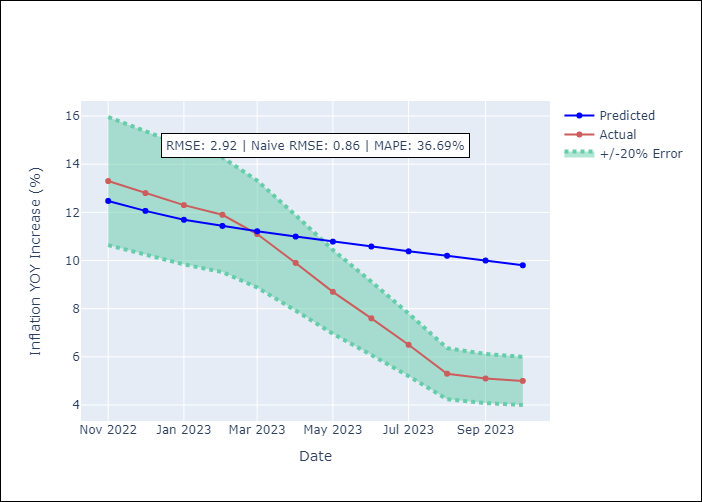 RMSE: 2.92 | Naive RMSE: 0.86 | MAPE: 36.69%
Predicted
Actual
+/-20% Error
Inflation YOY Increase (%)
16
14
12
10
8
6
4
Nov 2022
Jan 2023
Mar 2023
May 2023
Jul 2023
Sep 2023
Date